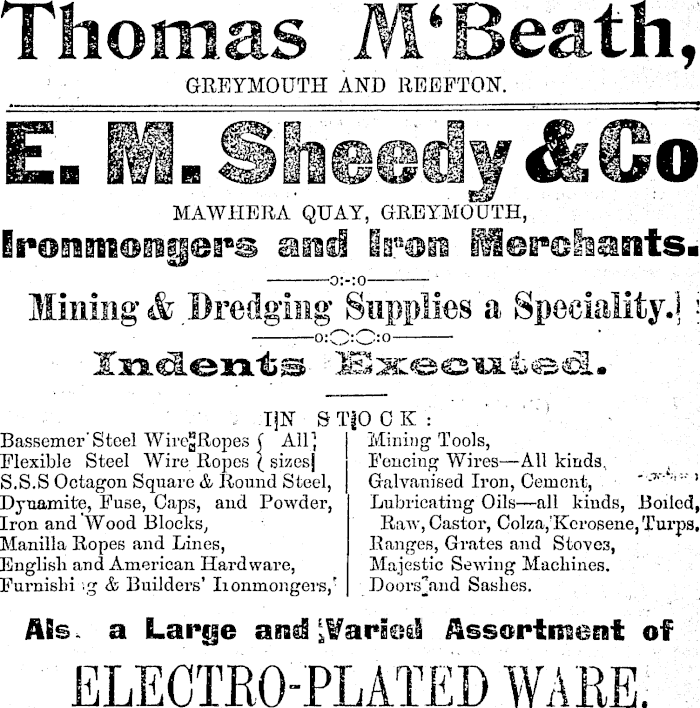 Thomas M'Beath,
GREYMOUTH AND REEFTON.
E. M. Sheedy & Co
MAWHERA QUAY, GREYMOUTH,
Ironmongers and Iron Merchants.
Mining & Dredging Supplies a Speciality.
Indents Executed.
IN STOCK:
Bassemer Steel Wire Ropes { All
Flexible Steel Wire Ropes { sizes
S.S.S Octagon Square & Round Steel,
Dynamite, Fuse, Caps, and Powder,
Iron and Wood Blocks,
Manilla Ropes and Lines,
English and American Hardware,
Furnishi g & Builders' Ironmongers,
Mining Tools,
Fencing Wires—All kinds,
Galvanised Iron, Cement,
Lubricating Oils—all kinds, Boiled,
Raw, Castor, Colza, Kerosene, Turps.
Ranges, Grates and Stoves,
Majestic Sewing Machines.
Doors and Sashes.
Als a Large and Varied Assortment of
ELECTRO-PLATED WARE.